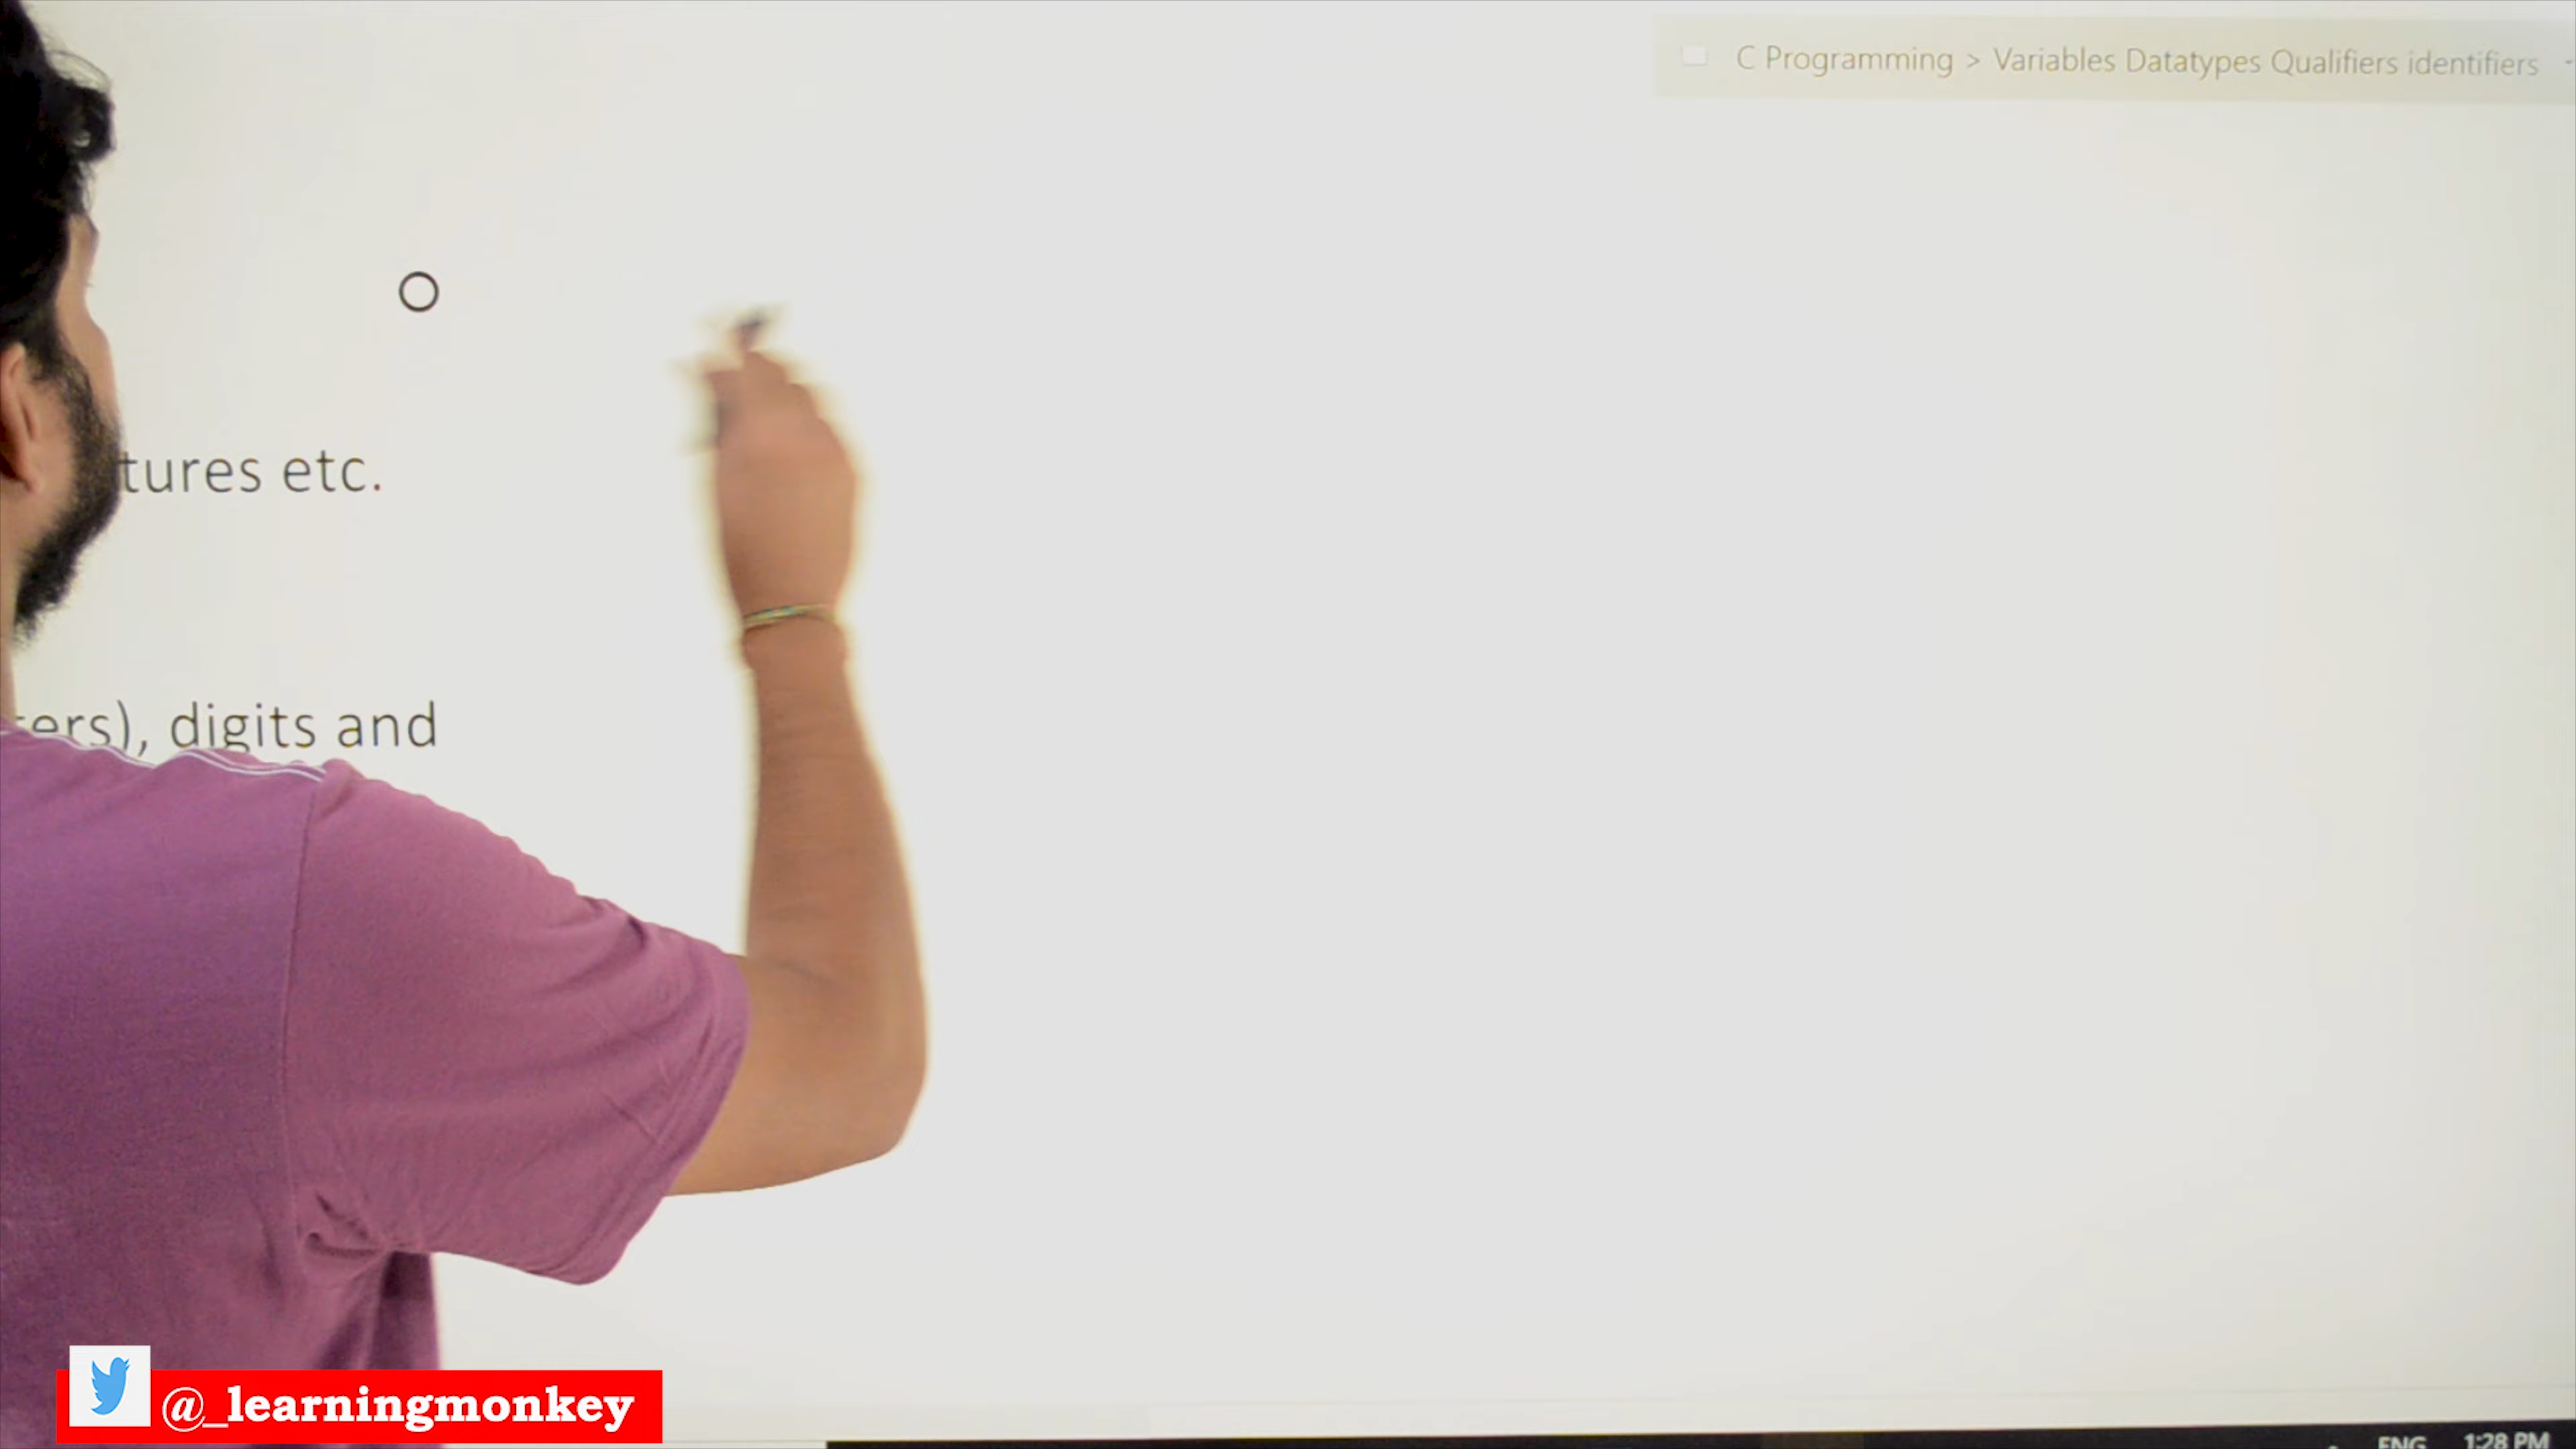 C Programming > Variables Datatypes Qualifiers identifiers
tures etc.
ers), digits and
@_learningmonkey
ENG 1:28 PM